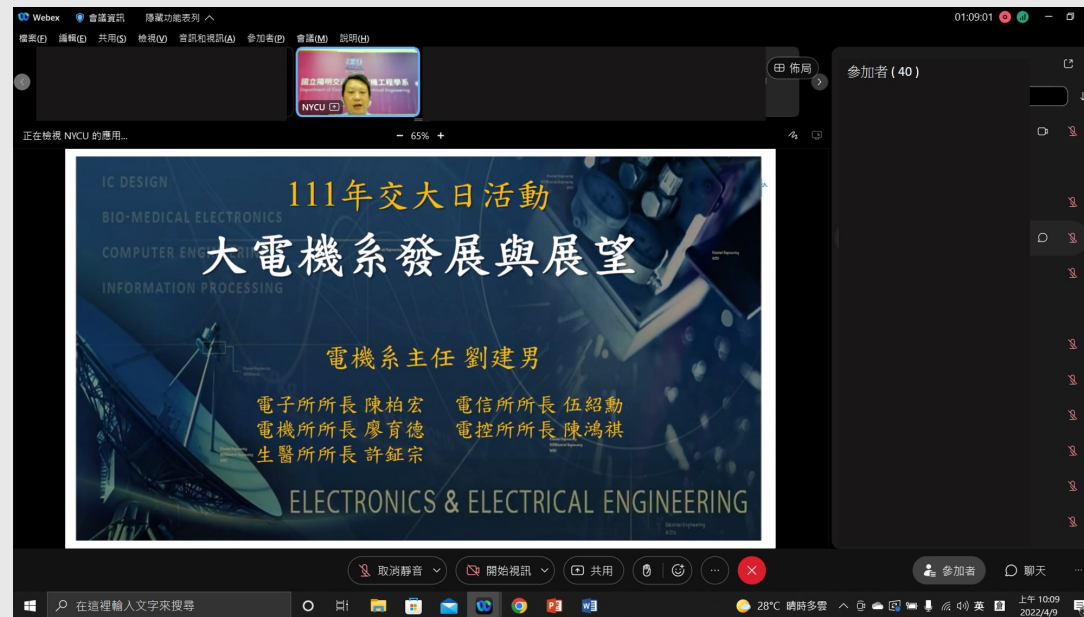 Webex 會議資訊 隱藏功能表列 01:09:01
檔案(F) 編輯(E) 共用(S) 檢視(V) 音訊和視訊(A) 參加者(P) 會議(M) 說明(H)
NYCU
佈局
參加者 ( 40 )
正在檢視 NYCU 的應用...
65%
IC DESIGN
BIO-MEDICAL ELECTRONICS
INFORMATION PROCESSING
111年交大日活動
大電機系發展與展望
電機系主任 劉建男
電子所所長 陳柏宏 電信所所長 伍紹勳
電機所所長 廖育德 電控所所長 陳鴻祺
生醫所所長 許鉦宗
ELECTRONICS & ELECTRICAL ENGINEERING
取消靜音 開始視訊 共用 參加者 聊天
在這裡輸入文字來搜尋
28°C 晴時多雲
英
上午 10:09
2022/4/9